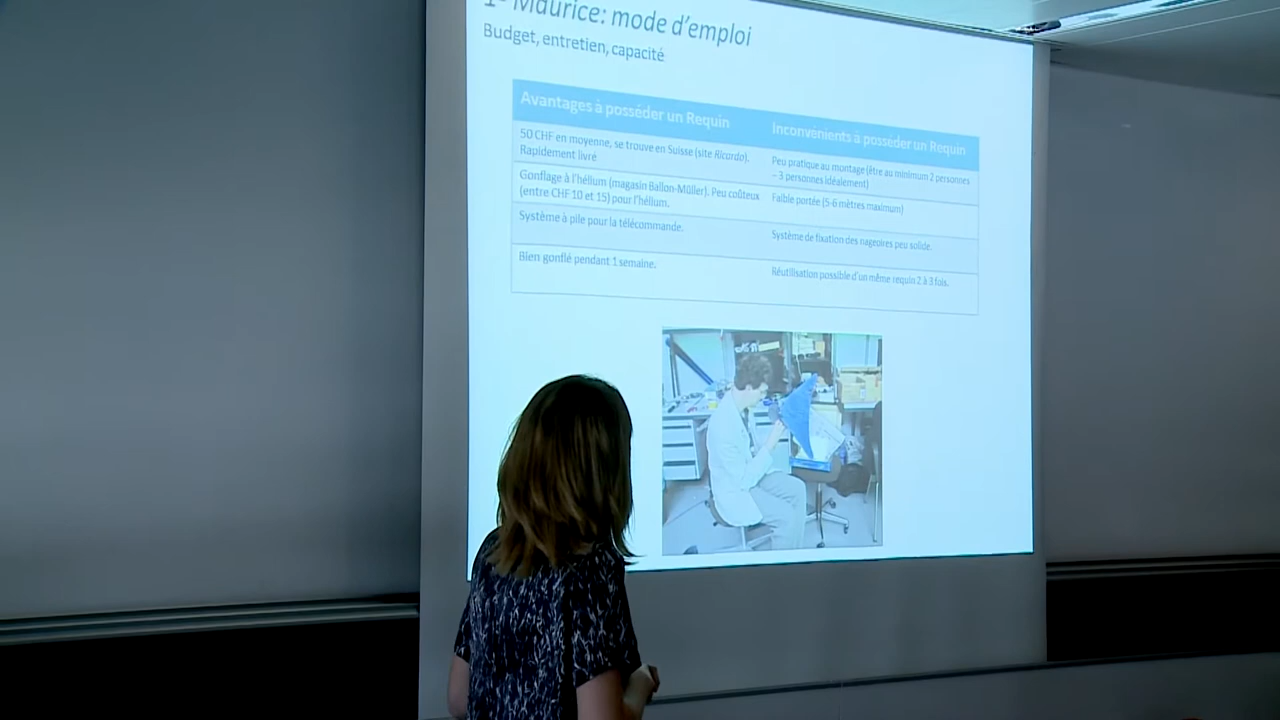 1- Maurice: mode d'emploi
Budget, entretien, capacité
Avantages à posséder un Requin
Inconvenients à posséder un Requin
50 CHF en moyenne, se trouve en Suisse (site Ricardo).
Rapidement livré
Peu pratique au montage (être au minimum 2 personnes
– 3 personnes idéalement)
Gonflage à l'hélium (magasin Ballon-Müller). Peu coûteux
(entre CHF 10 et 15) pour l'hélium.
Faible portée (5-6 mètres maximum)
Système à pile pour la télécommande.
Système de fixation des nageoires peu solide.
Bien gonflé pendant 1 semaine.
Réutilisation possible d'un même requin 2 à 3 fois.